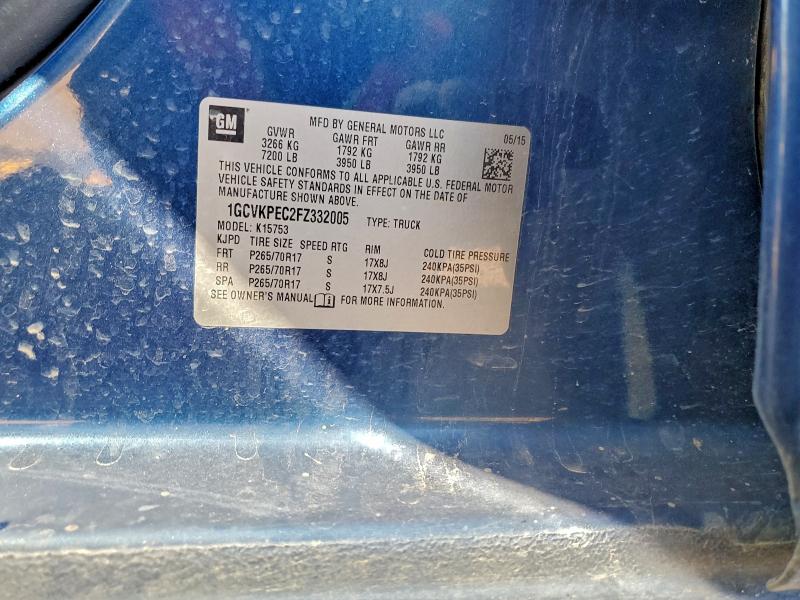 GM
MFD BY GENERAL MOTORS LLC 05/15
GVWR GAWR FRT GAWR RR
3266 KG 1792 KG 1792 KG
7200 LB 3950 LB 3950 LB
THIS VEHICLE CONFORMS TO ALL APPLICABLE U.S. FEDERAL MOTOR
VEHICLE SAFETY STANDARDS IN EFFECT ON THE DATE OF
MANUFACTURE SHOWN ABOVE.
1GCVKPEC2FZ332005 TYPE: TRUCK
MODEL: K15753
KJPD TIRE SIZE SPEED RTG RIM COLD TIRE PRESSURE
FRT P265/70R17 S 17X8J 240KPA(35PSI)
RR P265/70R17 S 17X8J 240KPA(35PSI)
SPA P265/70R17 S 17X7.5J 240KPA(35PSI)
SEE OWNER'S MANUAL FOR MORE INFORMATION.